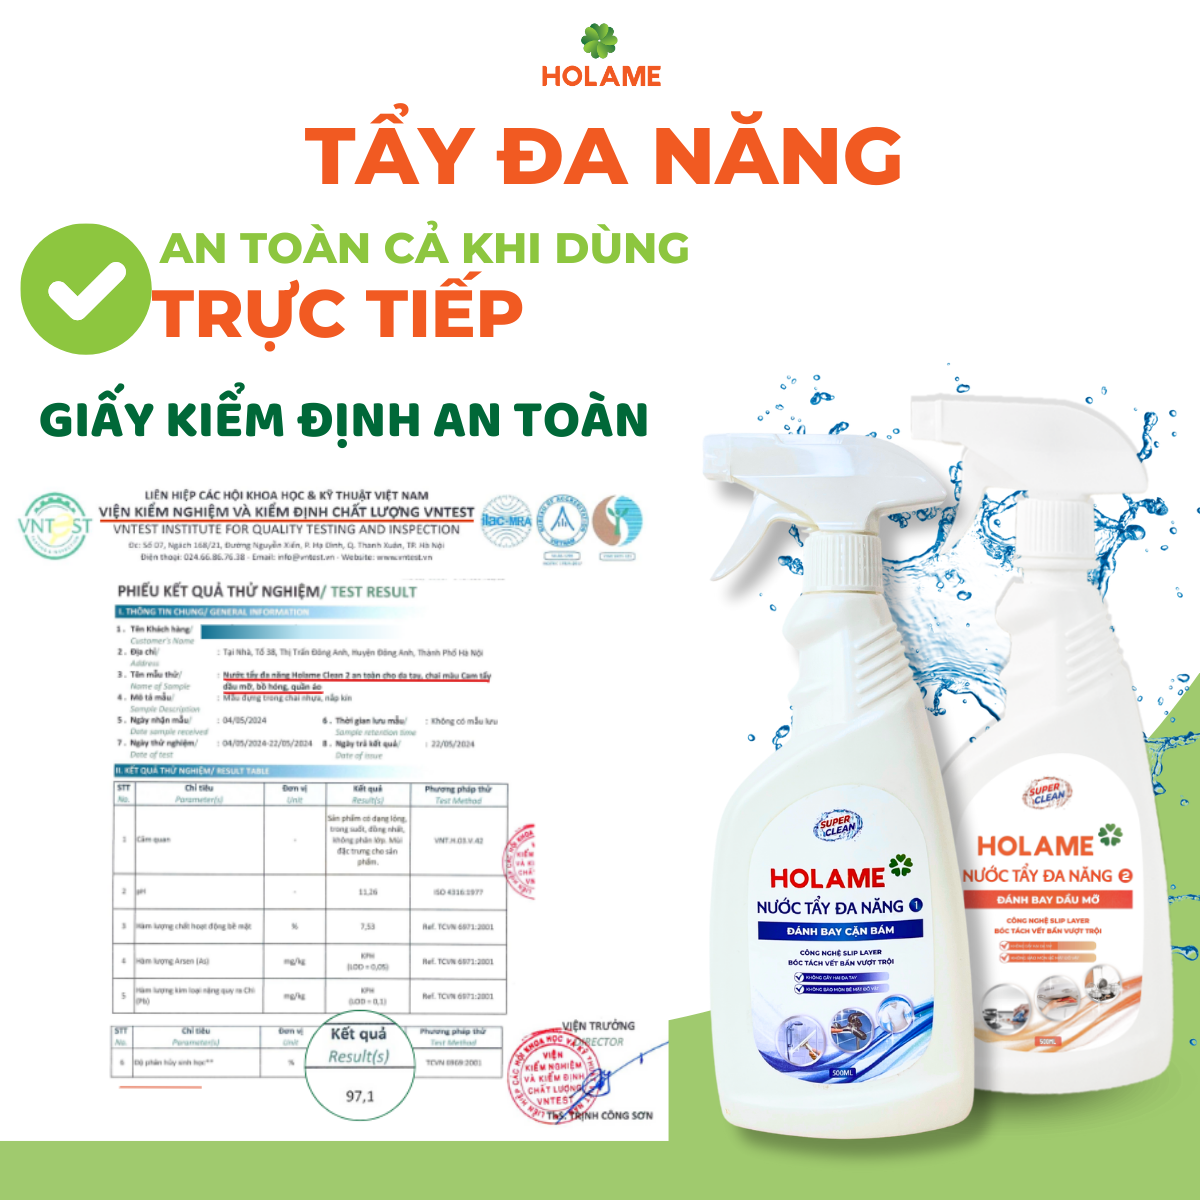 HOLAME
TẨY ĐA NĂNG
AN TOÀN CẢ KHI DÙNG
TRỰC TIẾP
GIẤY KIỂM ĐỊNH AN TOÀN
VNTEST
LIÊN HIỆP CÁC HỘI KHOA HỌC & KỸ THUẬT VIỆT NAM
VIỆN KIỂM NGHIỆM VÀ KIỂM ĐỊNH CHẤT LƯỢNG VNTEST
VNTEST INSTITUTE FOR QUALITY TESTING AND INSPECTION
Đc: Số 07, Ngách 168/21, Đường Nguyễn Xiển, P. Hạ Đình, Q. Thanh Xuân, TP. Hà Nội
Điện thoại: 024.66.86.76.38 - Email: info@vntest.vn - Website: www.vntest.vn
ilac-MRA
PHIẾU KẾT QUẢ THỬ NGHIỆM/ TEST RESULT
I. THÔNG TIN CHUNG/ GENERAL INFORMATION
1 . Tên Khách hàng/
Customer's Name
2 . Địa chỉ/ : Tại Nhà, Tổ 38, Thị Trấn Đông Anh, Huyện Đông Anh, Thành Phố Hà Nội
Address
3 . Tên mẫu thử/ : Nước tẩy đa năng Holame Clean 2 an toàn cho da tay, chai màu Cam tẩy
Name of Sample dầu mỡ, bồ hóng, quần áo
4 . Mô tả mẫu/ : Mẫu đựng trong chai nhựa, nắp kín
Sample Description
5 . Ngày nhận mẫu/ : 04/05/2024 6 . Thời gian lưu mẫu/ : Không có mẫu lưu
Date sample received Sample retention time
7 . Ngày thử nghiệm/ : 04/05/2024-22/05/2024 8 . Ngày trả kết quả/ : 22/05/2024
Date of test Date of issue
II. KẾT QUẢ THỬ NGHIỆM/ RESULT TABLE
STT Chỉ tiêu Đơn vị Kết quả Phương pháp thử
No. Parameter(s) Unit Result(s) Test Method
1 Cảm quan - Sản phẩm có dạng lỏng, trong suốt, đồng nhất, không phân lớp. Mùi đặc trưng cho sản phẩm. VNT.H.03.V.42
2 pH - 11,26 ISO 4316:1977
3 Hàm lượng chất hoạt động bề mặt % 7,53 Ref. TCVN 6971:2001
4 Hàm lượng Arsen (As) mg/kg KPH (LOD = 0,05) Ref. TCVN 6971:2001
5 Hàm lượng kim loại nặng quy ra Chì (Pb) mg/kg KPH (LOD = 0,1) Ref. TCVN 6971:2001
STT Chỉ tiêu Đơn vị Kết quả Phương pháp thử
No. Parameter(s) Unit Result(s) Test Method
6 Độ phân hủy sinh học** % 97,1 TCVN 6969:2001
VIỆN TRƯỞNG
DIRECTOR
VIỆN
KIỂM NGHIỆM
VÀ KIỂM ĐỊNH
CHẤT LƯỢNG
VNTEST
ThS. TRỊNH CÔNG SƠN
SUPER CLEAN
HOLAME
NƯỚC TẨY ĐA NĂNG 1
ĐÁNH BAY CẶN BÁM
CÔNG NGHỆ SLIP LAYER
BÓC TÁCH VẾT BẨN VƯỢT TRỘI
KHÔNG GÂY HẠI DA TAY
KHÔNG BÀO MÒN BỀ MẶT ĐỒ VẬT
500ML
SUPER CLEAN
HOLAME
NƯỚC TẨY ĐA NĂNG 2
ĐÁNH BAY DẦU MỠ
CÔNG NGHỆ SLIP LAYER
BÓC TÁCH VẾT BẨN VƯỢT TRỘI
500ML